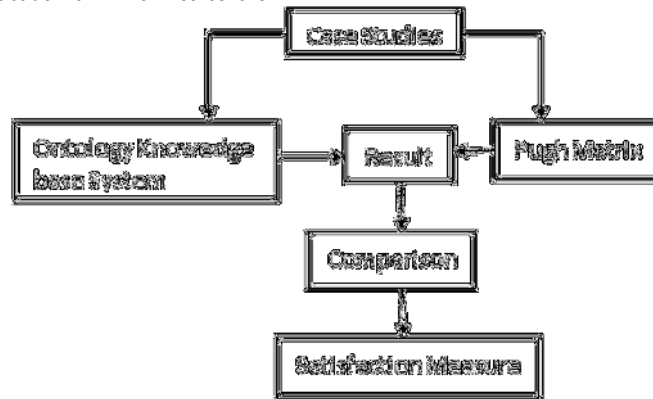 Case Studies
Ontology Knowledge
base System
Result
Pugh Matrix
Comparison
Satisfaction Measure